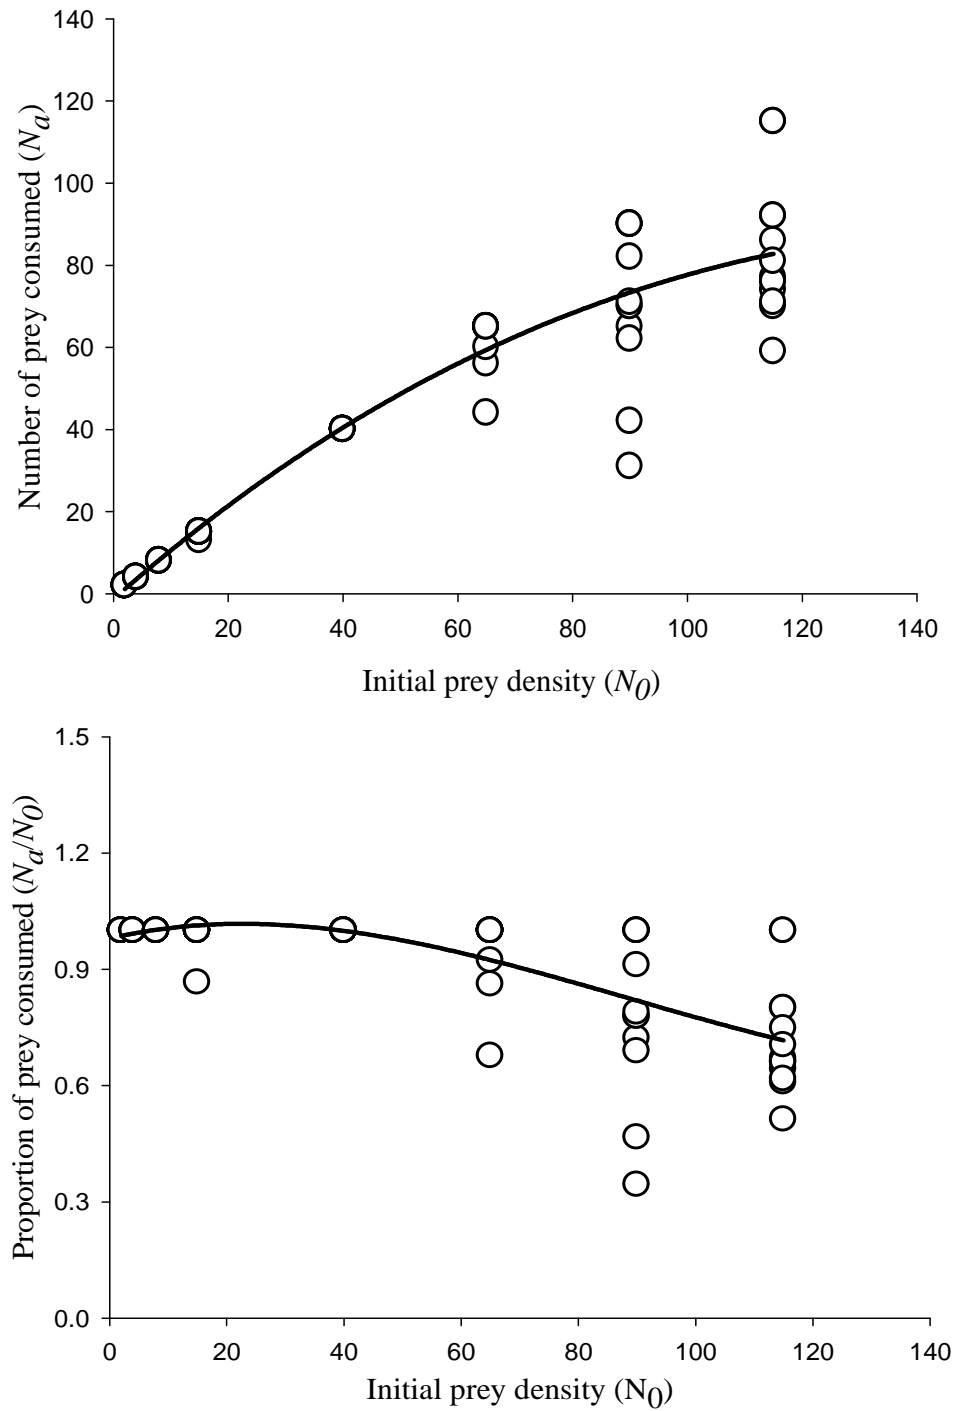 140
120
100
80
60
40
20
0
Number of prey consumed (Na)
0 20 40 60 80 100 120 140
Initial prey density (N0)
1.5
1.2
0.9
0.6
0.3
0.0
Proportion of prey consumed (Na/N0)
0 20 40 60 80 100 120 140
Initial prey density (N0)